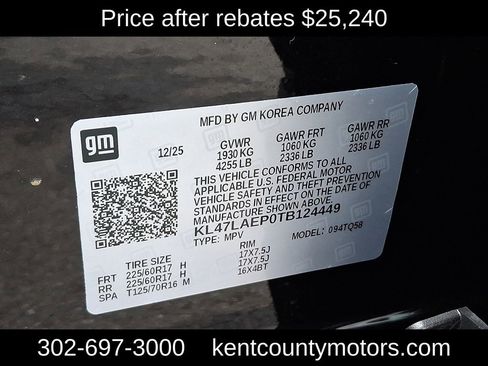 Price after rebates $25,240
MFD BY GM KOREA COMPANY
gm
12/25 GVWR GAWR FRT GAWR RR
1930 KG 1060 KG 1060 KG
4255 LB 2336 LB 2336 LB
THIS VEHICLE CONFORMS TO ALL
APPLICABLE U.S. FEDERAL MOTOR
VEHICLE SAFETY AND THEFT PREVENTION
STANDARDS IN EFFECT ON THE DATE OF
MANUFACTURE SHOWN ABOVE.
KL47LAEP0TB124449
TYPE: MPV MODEL: 094TQ58
TIRE SIZE RIM
FRT 225/60R17 H 17X7.5J
RR 225/60R17 H 17X7.5J
SPA T125/70R16 M 16X4BT
302-697-3000 kentcountymotors.com